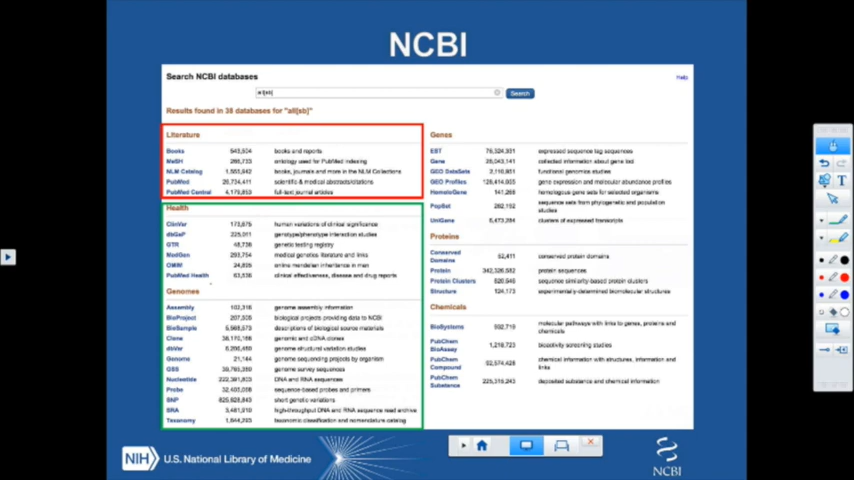 NCBI
Search NCBI databases
Help
all[sb]
Search
Results found in 38 databases for "all[sb]"
Literature
Books books and reports
MeSH ontology used for PubMed indexing
NLM Catalog books, journals and more in the NLM Collections
PubMed scientific & medical abstracts/citations
PubMed Central full-text journal articles
Health
ClinVar human variations of clinical significance
dbGaP genotype/phenotype interaction studies
GTR genetic testing registry
MedGen medical genetics literature and links
OMIM online mendelian inheritance in man
PubMed Health clinical effectiveness, disease and drug reports
Genomes
Assembly genome assembly information
BioProject biological projects providing data to NCBI
BioSample descriptions of biological source materials
Clone genomic and cDNA clones
dbVar genome structural variation studies
Genome 21,144 genome sequencing projects by organism
GSS genome survey sequences
Nucleotide DNA and RNA sequences
Probe sequence-based probes and primers
SNP short genetic variations
SRA high-throughput DNA and RNA sequence read archive
Taxonomy taxonomic classification and nomenclature catalog
Genes
EST expressed sequence tag sequences
Gene collected information about gene loci
GEO DataSets functional genomics studies
GEO Profiles gene expression and molecular abundance profiles
HomoloGene homologous gene sets for selected organisms
PopSet sequence sets from phylogenetic and population
studies
UniGene clusters of expressed transcripts
Proteins
Conserved
Domains conserved protein domains
Protein protein sequences
Protein Clusters sequence similarity-based protein clusters
Structure experimentally-determined biomolecular structures
Chemicals
BioSystems molecular pathways with links to genes, proteins and
chemicals
PubChem
BioAssay bioactivity screening studies
PubChem
Compound chemical information with structures, information and
links
PubChem
Substance deposited substance and chemical information
NIH U.S. National Library of Medicine
NCBI
T